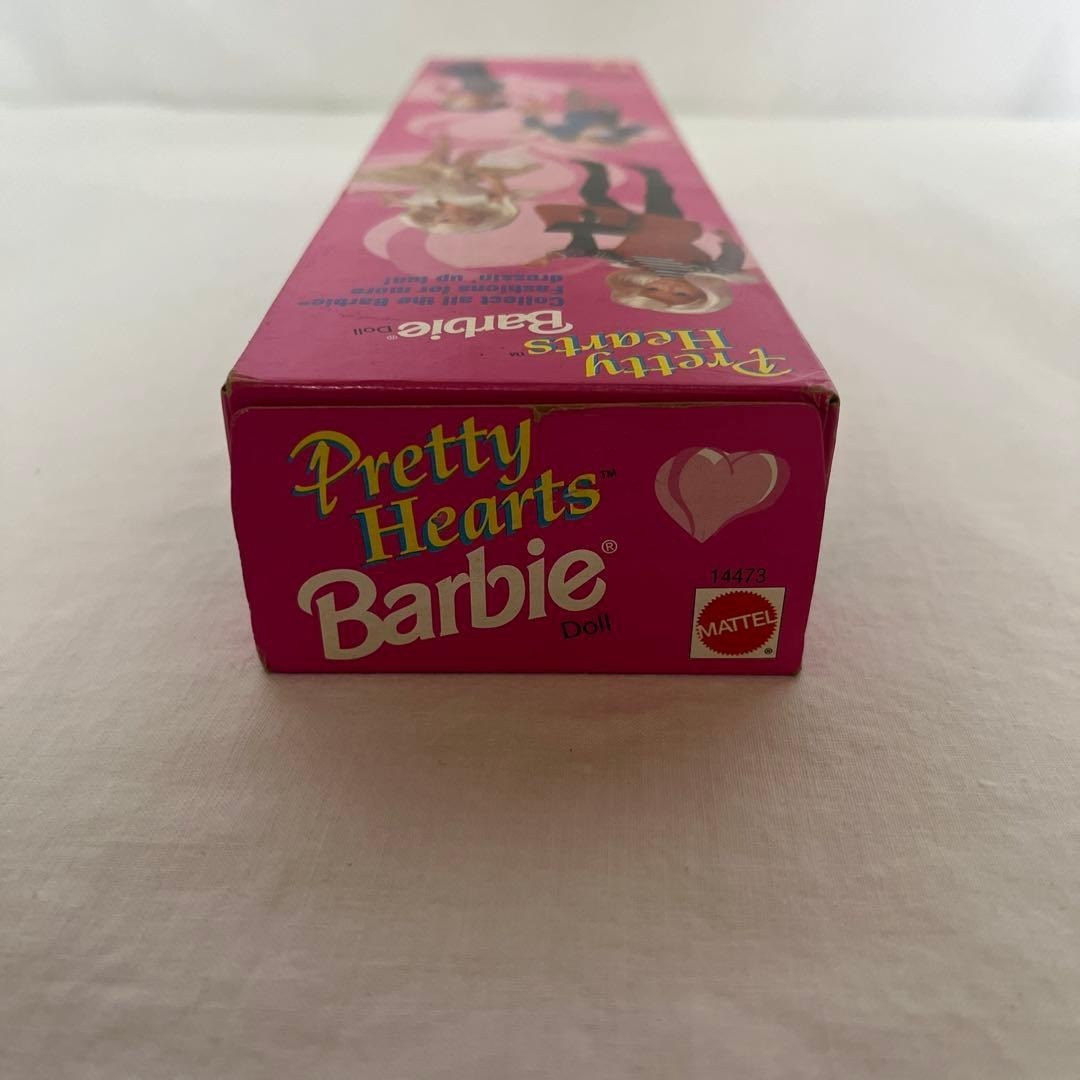 Pretty
Hearts™
Barbie®
Doll
14473
MATTEL
®
Pretty
Hearts™
Barbie® Doll
Collect all the Barbie™
Fashions for more
dressin' up fun!